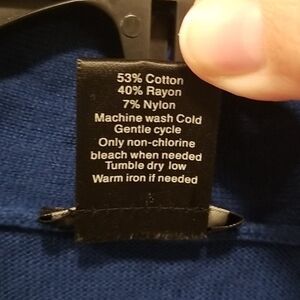 53% Cotton
40% Rayon
7% Nylon
Machine wash Cold
Gentle cycle
Only non-chlorine
bleach when needed
Tumble dry low
Warm iron if needed